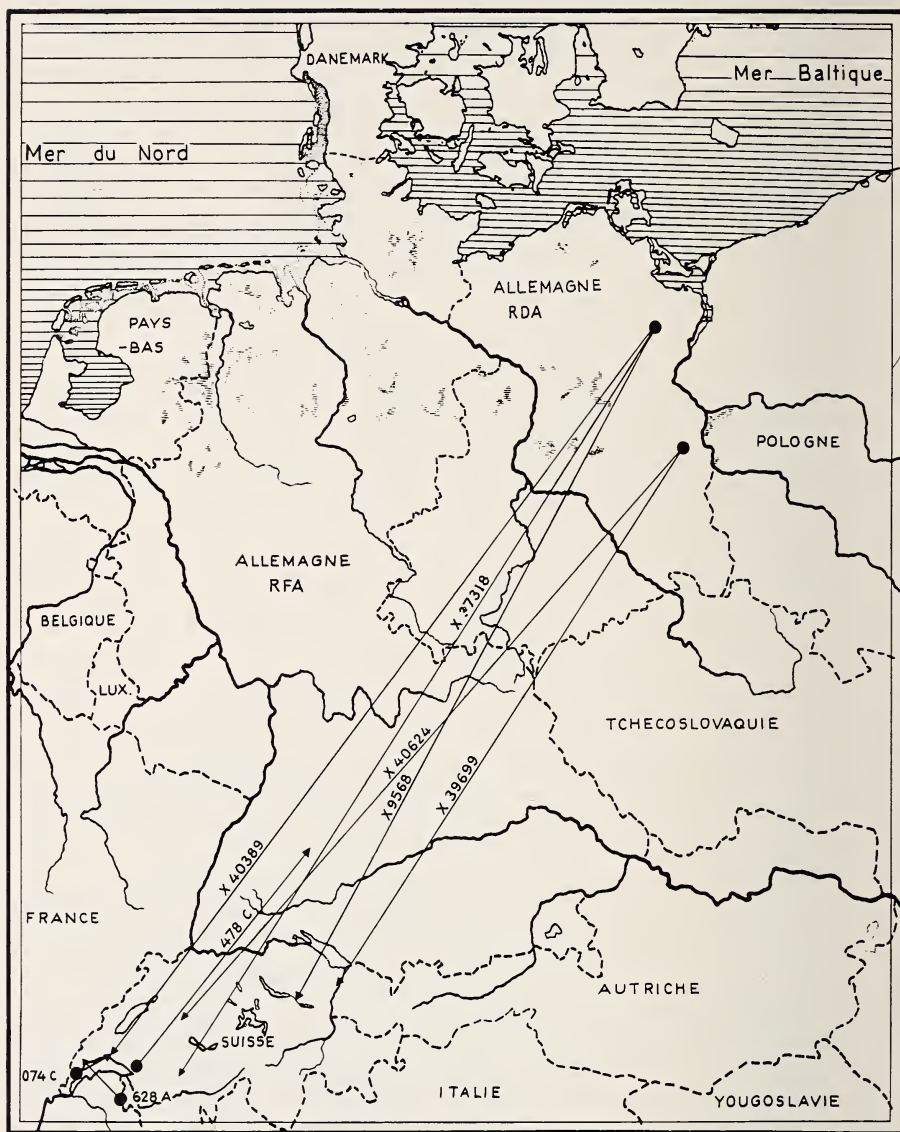 DANEMARK
Mer Baltique
Mer du Nord
ALLEMAGNE
RDA
PAYS
-BAS
POLOGNE
ALLEMAGNE
RFA
X 37318
BELGIQUE
LUX.
TCHECOSLOVAQUIE
X 40624
X 9568
X 39699
X 40389
478 C
FRANCE
AUTRICHE
SUISSE
074 C
628 A
ITALIE
YOUGOSLAVIE